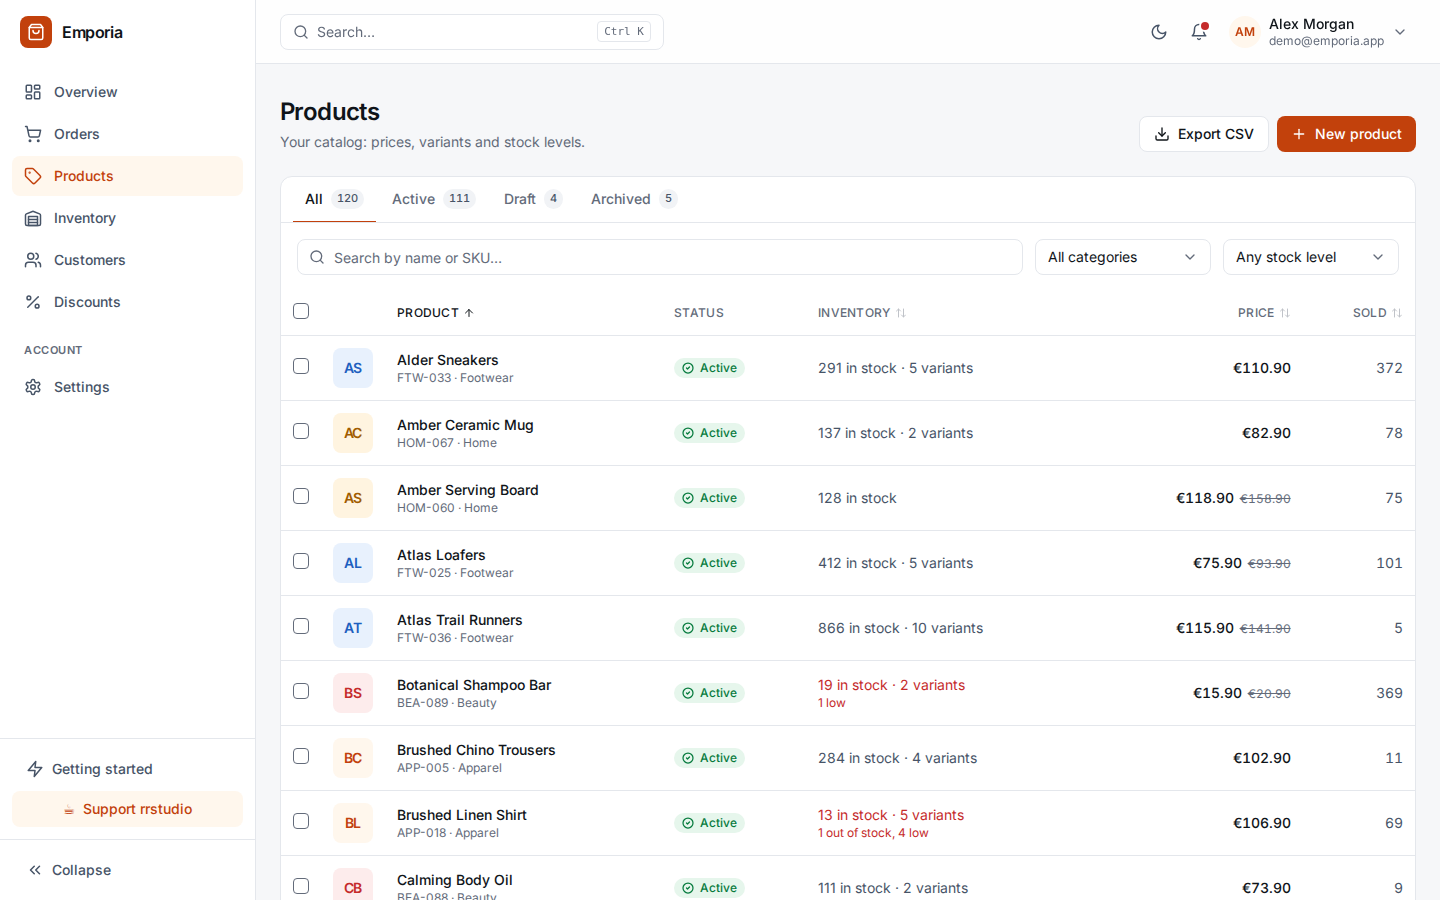 Emporia
Overview
Orders
Products
Inventory
Customers
Discounts
ACCOUNT
Settings
Getting started
Support rrstudio
Collapse
Search...
Ctrl K
AM
Alex Morgan
demo@emporia.app
Products
Your catalog: prices, variants and stock levels.
Export CSV
New product
All 120 Active 111 Draft 4 Archived 5
Search by name or SKU...
All categories
Any stock level
PRODUCT STATUS INVENTORY PRICE SOLD
AS Alder Sneakers Active 291 in stock · 5 variants €110.90 372
FTW-033 · Footwear
AC Amber Ceramic Mug Active 137 in stock · 2 variants €82.90 78
HOM-067 · Home
AS Amber Serving Board Active 128 in stock €118.90 €158.90 75
HOM-060 · Home
AL Atlas Loafers Active 412 in stock · 5 variants €75.90 €93.90 101
FTW-025 · Footwear
AT Atlas Trail Runners Active 866 in stock · 10 variants €115.90 €141.90 5
FTW-036 · Footwear
BS Botanical Shampoo Bar Active 19 in stock · 2 variants €15.90 €20.90 369
BEA-089 · Beauty 1 low
BC Brushed Chino Trousers Active 284 in stock · 4 variants €102.90 11
APP-005 · Apparel
BL Brushed Linen Shirt Active 13 in stock · 5 variants €106.90 69
APP-018 · Apparel 1 out of stock, 4 low
CB Calming Body Oil Active 111 in stock · 2 variants €73.90 9
BEA-088 · Beauty